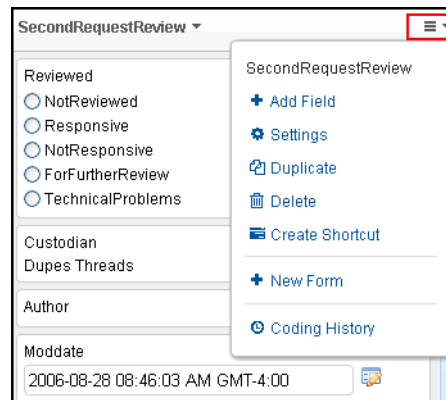 SecondRequestReview
Reviewed
NotReviewed
Responsive
NotResponsive
ForFurtherReview
TechnicalProblems
Custodian
Dupes Threads
Author
Moddate
2006-08-28 08:46:03 AM GMT-4:00
SecondRequestReview
Add Field
Settings
Duplicate
Delete
Create Shortcut
New Form
Coding History